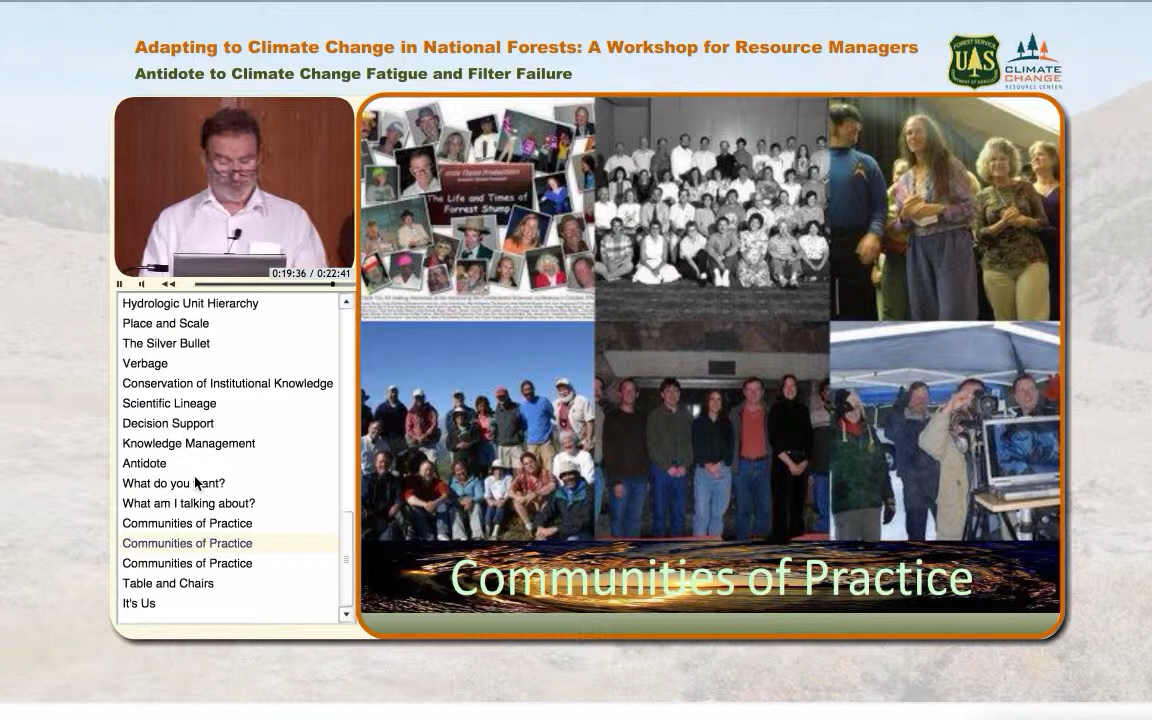 Adapting to Climate Change in National Forests: A Workshop for Resource Managers
Antidote to Climate Change Fatigue and Filter Failure
FOREST SERVICE
UAS
DEPARTMENT OF AGRICULTURE
CLIMATE
CHANGE
RESOURCE CENTER
The Life and Times of
Forrest Stump
0:19:36 / 0:22:41
Hydrologic Unit Hierarchy
Place and Scale
The Silver Bullet
Verbage
Conservation of Institutional Knowledge
Scientific Lineage
Decision Support
Knowledge Management
Antidote
What do you want?
What am I talking about?
Communities of Practice
Communities of Practice
Communities of Practice
Table and Chairs
It's Us
Communities of Practice